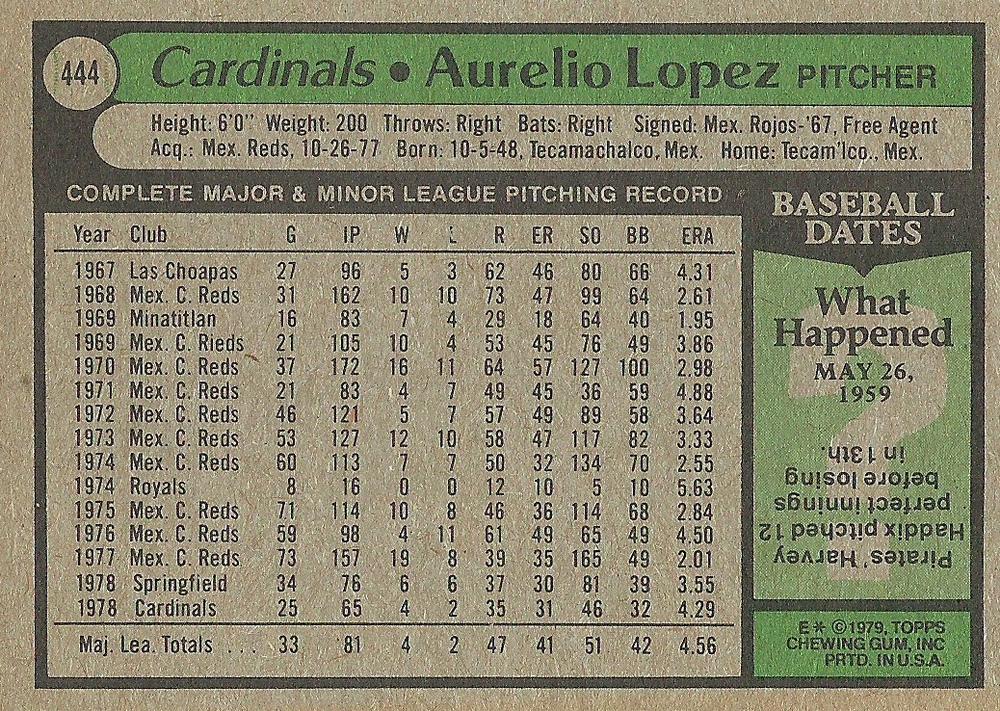 444
Cardinals • Aurelio Lopez PITCHER
Height: 6'0" Weight: 200 Throws: Right Bats: Right Signed: Mex. Rojos-'67, Free Agent
Acq.: Mex. Reds, 10-26-77 Born: 10-5-48, Tecamachalco, Mex. Home: Tecam'lco., Mex.
COMPLETE MAJOR & MINOR LEAGUE PITCHING RECORD
Year Club G IP W L R ER SO BB ERA
1967 Las Choapas 27 96 5 3 62 46 80 66 4.31
1968 Mex. C. Reds 31 162 10 10 73 47 99 64 2.61
1969 Minatitlan 16 83 7 4 29 18 64 40 1.95
1969 Mex. C. Rieds 21 105 10 4 53 45 76 49 3.86
1970 Mex. C. Reds 37 172 16 11 64 57 127 100 2.98
1971 Mex. C. Reds 21 83 4 7 49 45 36 59 4.88
1972 Mex. C. Reds 46 121 5 7 57 49 89 58 3.64
1973 Mex. C. Reds 53 127 12 10 58 47 117 82 3.33
1974 Mex. C. Reds 60 113 7 7 50 32 134 70 2.55
1974 Royals 8 16 0 0 12 10 5 10 5.63
1975 Mex. C. Reds 71 114 10 8 46 36 114 68 2.84
1976 Mex. C. Reds 59 98 4 11 61 49 65 49 4.50
1977 Mex. C. Reds 73 157 19 8 39 35 165 49 2.01
1978 Springfield 34 76 6 6 37 30 81 39 3.55
1978 Cardinals 25 65 4 2 35 31 46 32 4.29
Maj. Lea. Totals ... 33 81 4 2 47 41 51 42 4.56
BASEBALL
DATES
What
Happened
MAY 26,
1959
Pirates' Harvey
Haddix pitched 12
perfect innings
before losing
in 13th.
E* ©1979, TOPPS
CHEWING GUM, INC
PRTD. IN U.S.A.